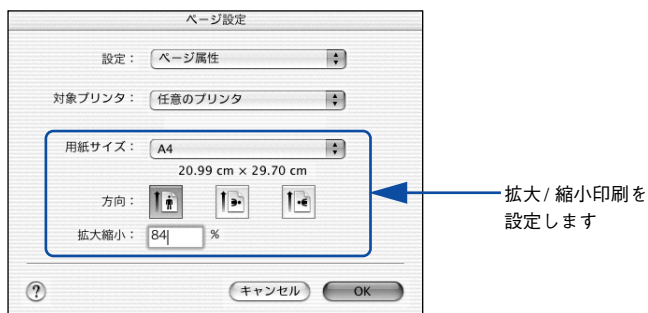 ページ設定
設定： ページ属性
対象プリンタ： 任意のプリンタ
用紙サイズ： A4
20.99 cm × 29.70 cm
方向：
拡大縮小： 84 %
拡大/縮小印刷を
設定します
? キャンセル OK